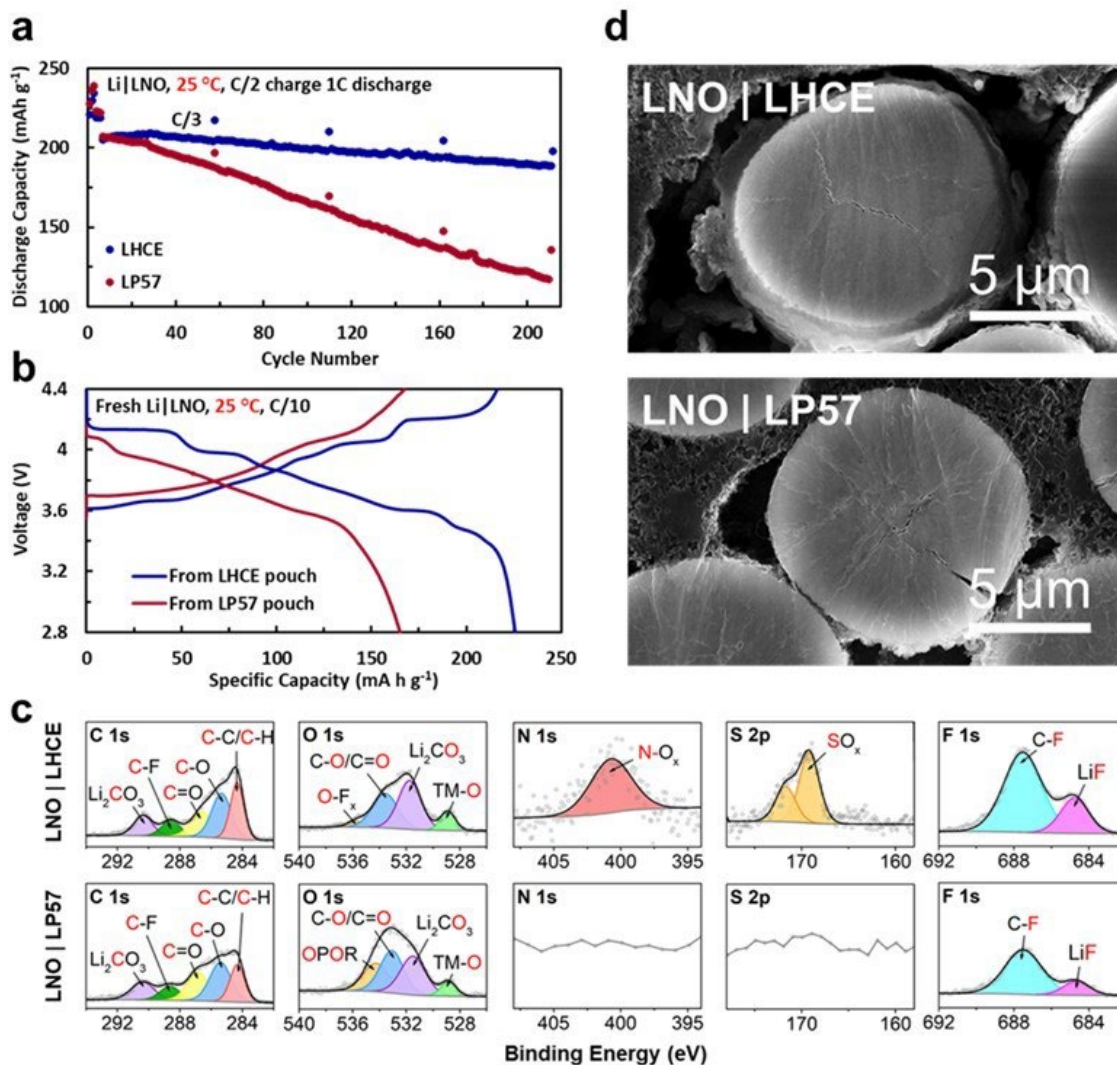 a
Li|LNO, 25 °C, C/2 charge 1C discharge
C/3
LHCE
LP57
Discharge Capacity (mAh g⁻¹)
250
200
150
100
0
40
80
120
160
200
Cycle Number
b
Fresh Li|LNO, 25 °C, C/10
From LHCE pouch
From LP57 pouch
Voltage (V)
4.4
4
3.6
3.2
2.8
0
50
100
150
200
250
Specific Capacity (mA h g⁻¹)
d
LNO | LHCE
5 μm
LNO | LP57
5 μm
c
LNO | LHCE
C 1s
C-C/C-H
C-F
C-O
C=O
Li₂CO₃
292 288 284
O 1s
C-O/C=O
Li₂CO₃
O-Fₓ
TM-O
540 536 532 528
N 1s
N-Oₓ
405 400 395
S 2p
SOₓ
170 160
F 1s
C-F
LiF
692 688 684
LNO | LP57
C 1s
C-C/C-H
C-F
C-O
C=O
Li₂CO₃
292 288 284
O 1s
C-O/C=O
Li₂CO₃
OPOR
TM-O
540 536 532 528
N 1s
405 400 395
S 2p
170 160
F 1s
C-F
LiF
692 688 684
Binding Energy (eV)